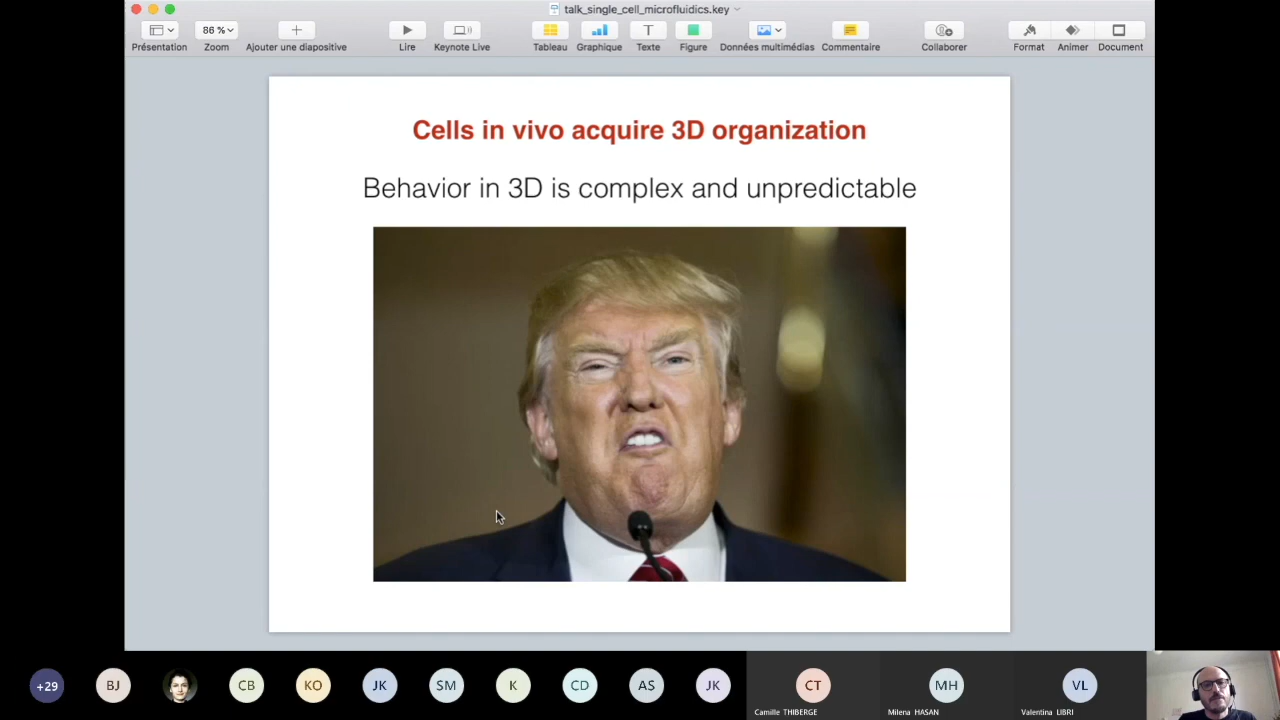 talk_single_cell_microfluidics.key
86 %
Présentation
Zoom
Ajouter une diapositive
Lire
Keynote Live
Tableau
Graphique
Texte
Figure
Données multimédias
Commentaire
Collaborer
Format
Animer
Document
Cells in vivo acquire 3D organization
Behavior in 3D is complex and unpredictable
+29
BJ
CB
KO
JK
SM
K
CD
AS
JK
CT
MH
VL
Camille THIBERGE
Milena HASAN
Valentina LIBRI